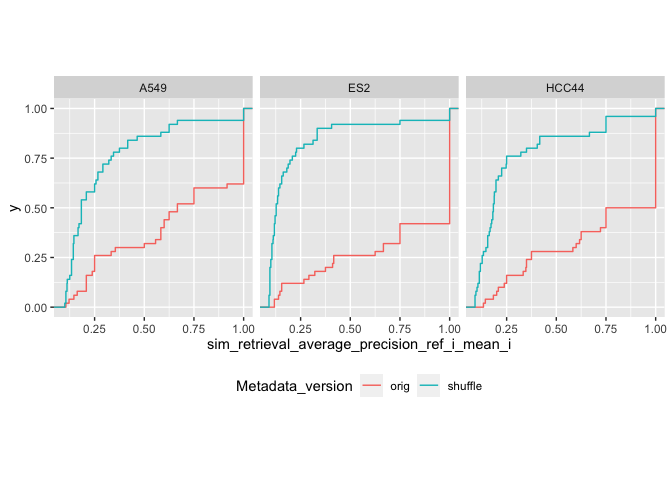 A549 ES2 HCC44
1.00
0.75
0.50
0.25
0.00
y
0.25 0.50 0.75 1.00 0.25 0.50 0.75 1.00 0.25 0.50 0.75 1.00
sim_retrieval_average_precision_ref_i_mean_i
Metadata_version orig shuffle